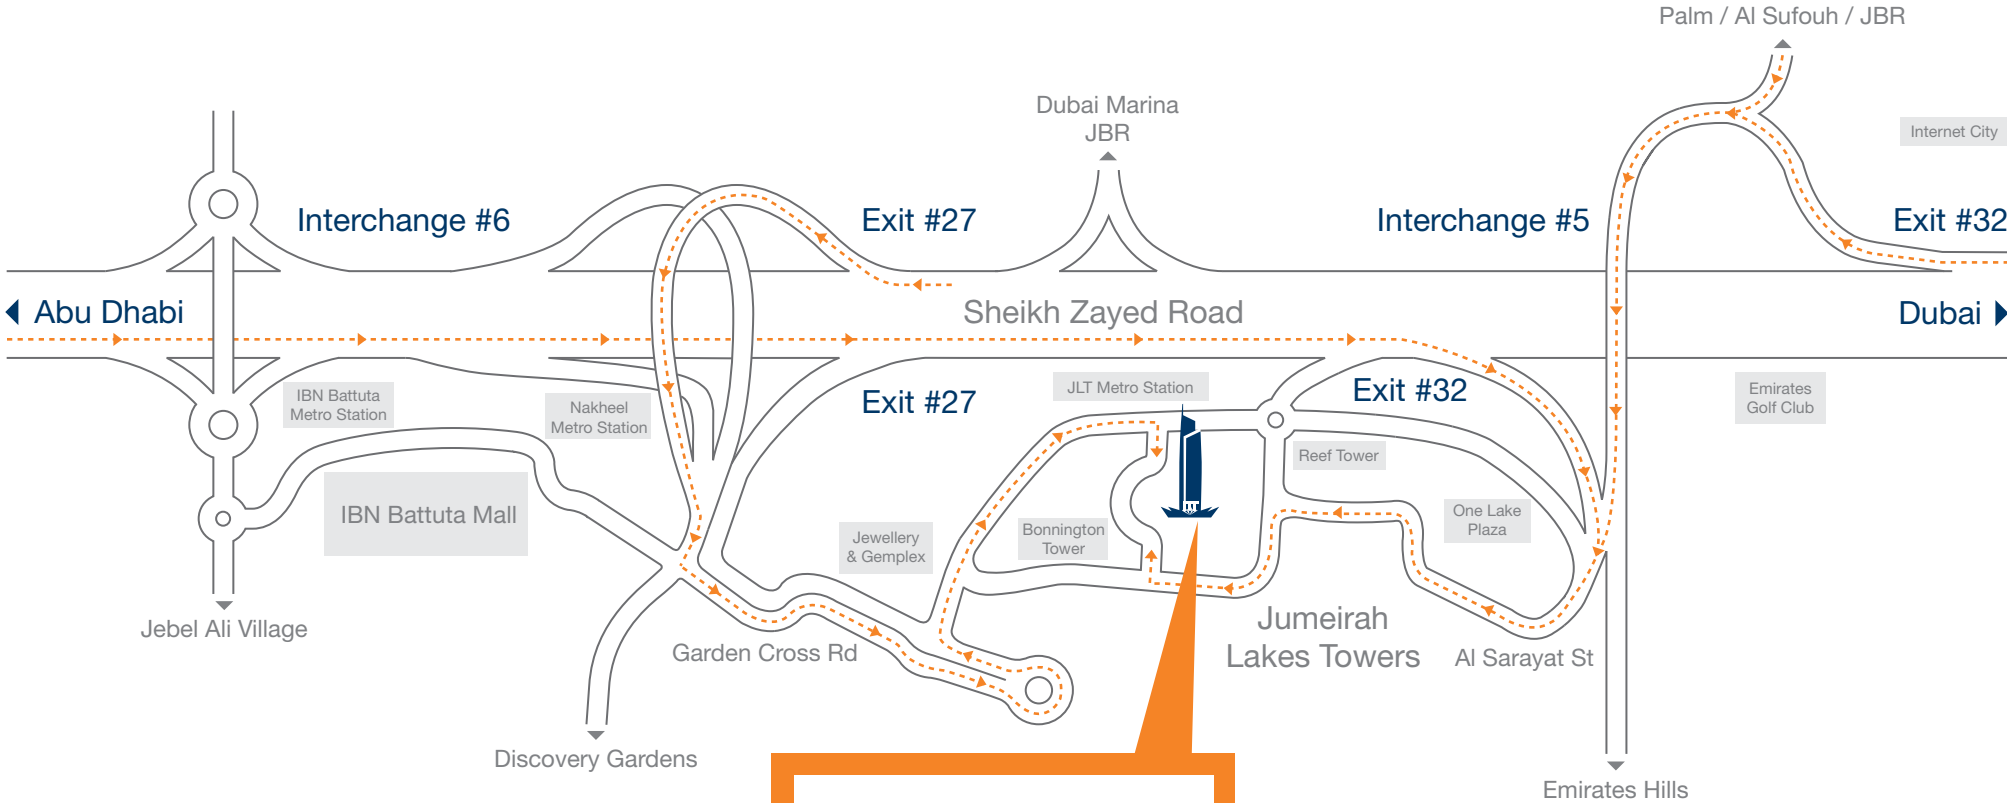 Palm / Al Sufouh / JBR
Dubai Marina
JBR
Internet City
Interchange #6
Exit #27
Interchange #5
Exit #32
Abu Dhabi
Sheikh Zayed Road
Dubai
IBN Battuta
Metro Station
Nakheel
Metro Station
Exit #27
JLT Metro Station
Exit #32
Emirates
Golf Club
Reef Tower
IBN Battuta Mall
One Lake
Plaza
Jewellery
& Gemplex
Bonnington
Tower
Jebel Ali Village
Garden Cross Rd
Jumeirah
Lakes Towers
Al Sarayat St
Discovery Gardens
Emirates Hills